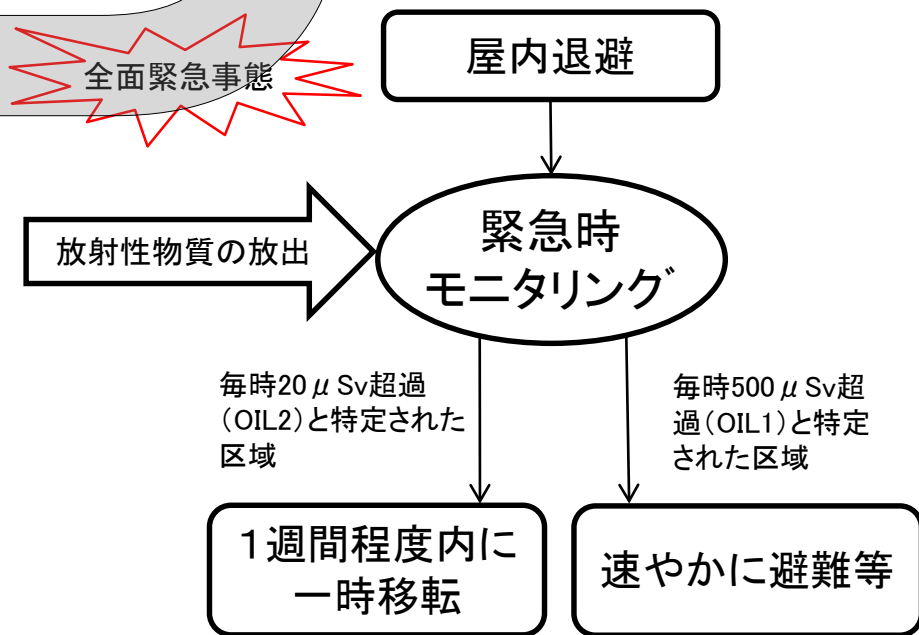 全面緊急事態
屋内退避
放射性物質の放出
緊急時
モニタリング
毎時20μSv超過
(OIL2)と特定された
区域
毎時500μSv超
過(OIL1)と特定
された区域
1週間程度内に
一時移転
速やかに避難等